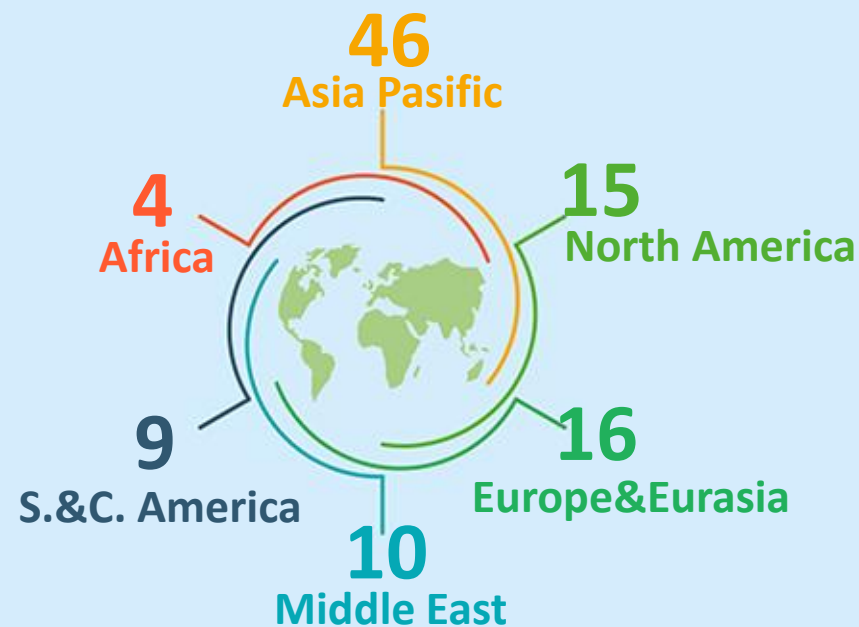 46
Asia Pasific
4
Africa
15
North America
9
S.&C. America
16
Europe&Eurasia
10
Middle East